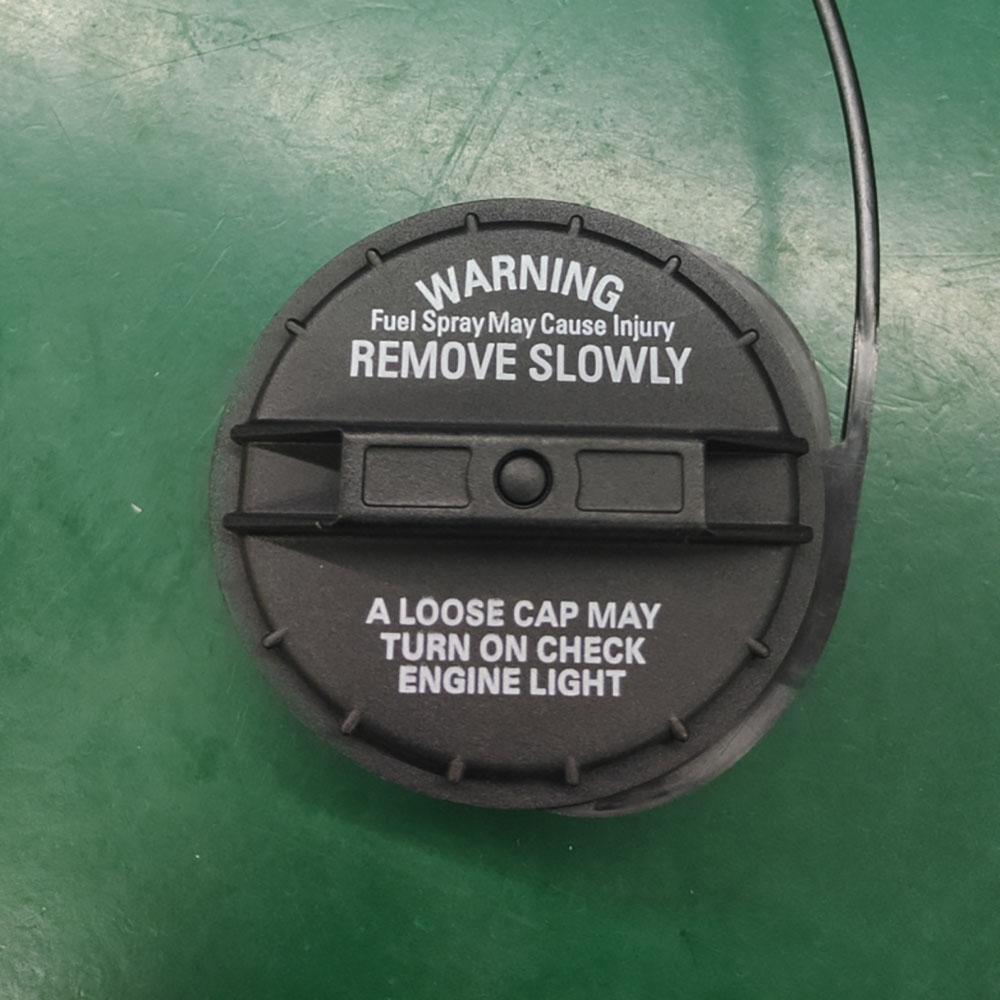 WARNING
Fuel Spray May Cause Injury
REMOVE SLOWLY
A LOOSE CAP MAY
TURN ON CHECK
ENGINE LIGHT